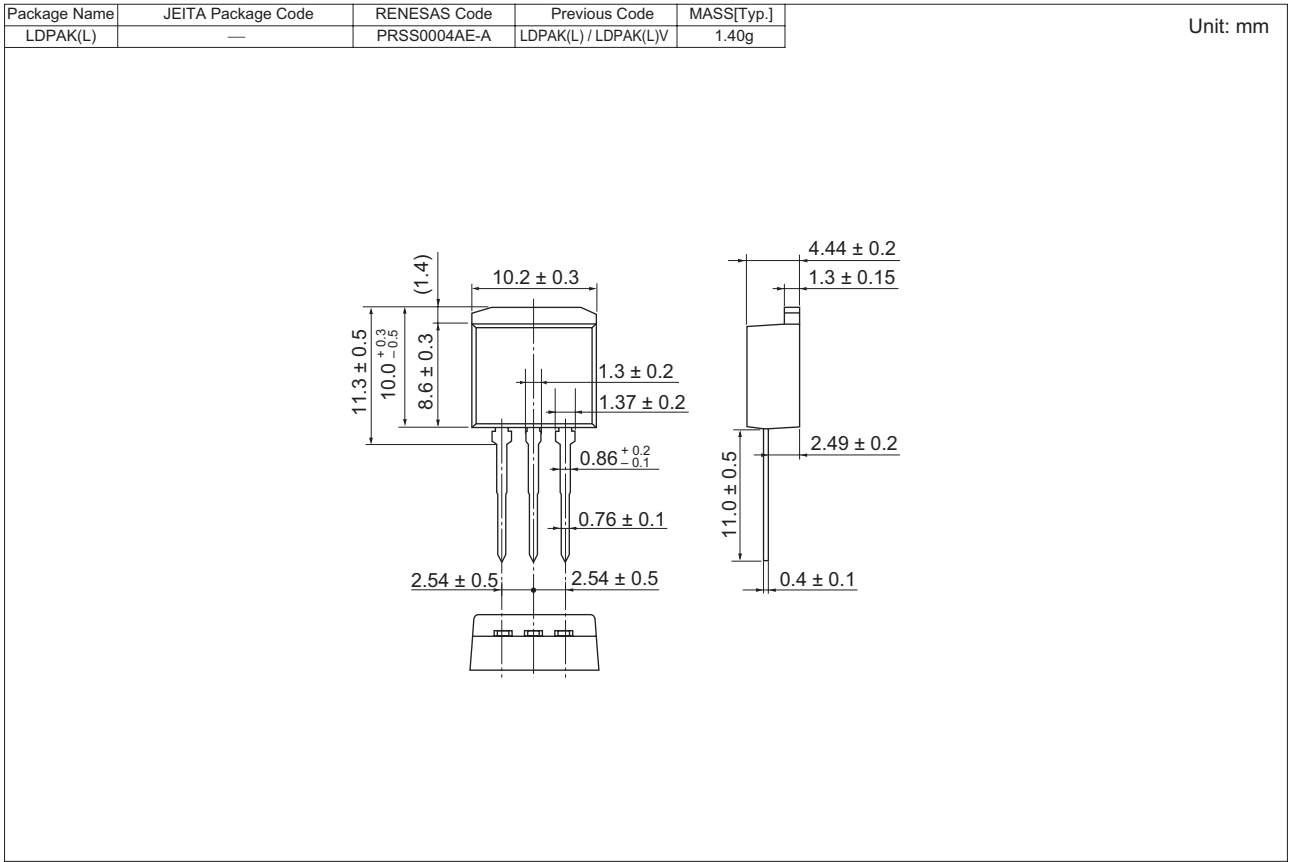 Package Name JEITA Package Code RENESAS Code Previous Code MASS[Typ.]
LDPAK(L) — PRSS0004AE-A LDPAK(L) / LDPAK(L)V 1.40g
Unit: mm
4.44 ± 0.2
(1.4)
10.2 ± 0.3
1.3 ± 0.15
11.3 ± 0.5
10.0 + 0.3 – 0.5
8.6 ± 0.3
1.3 ± 0.2
1.37 ± 0.2
2.49 ± 0.2
0.86 + 0.2 – 0.1
11.0 ± 0.5
0.76 ± 0.1
2.54 ± 0.5
2.54 ± 0.5
0.4 ± 0.1